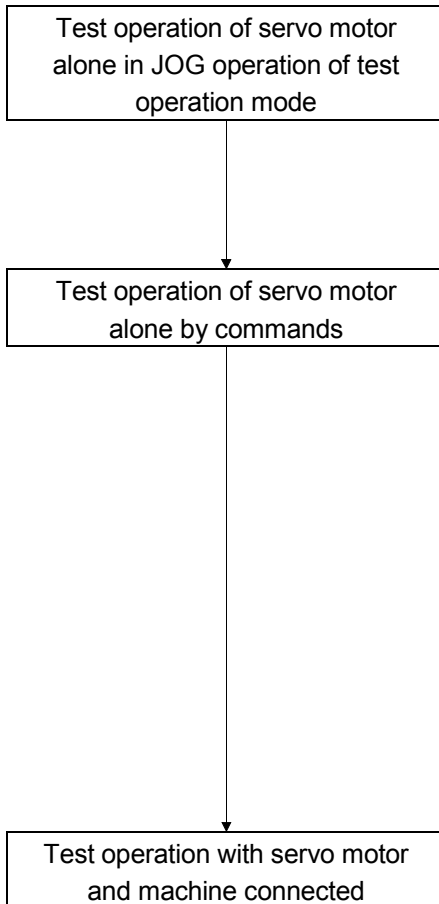 Test operation of servo motor
alone in JOG operation of test
operation mode
Test operation of servo motor
alone by commands
Test operation with servo motor
and machine connected